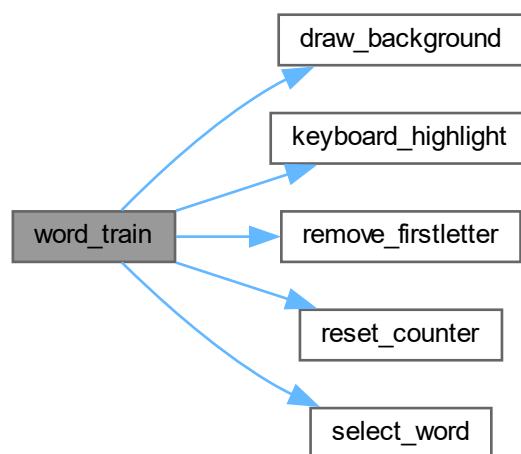 draw_background
keyboard_highlight
word_train
remove_firstletter
reset_counter
select_word